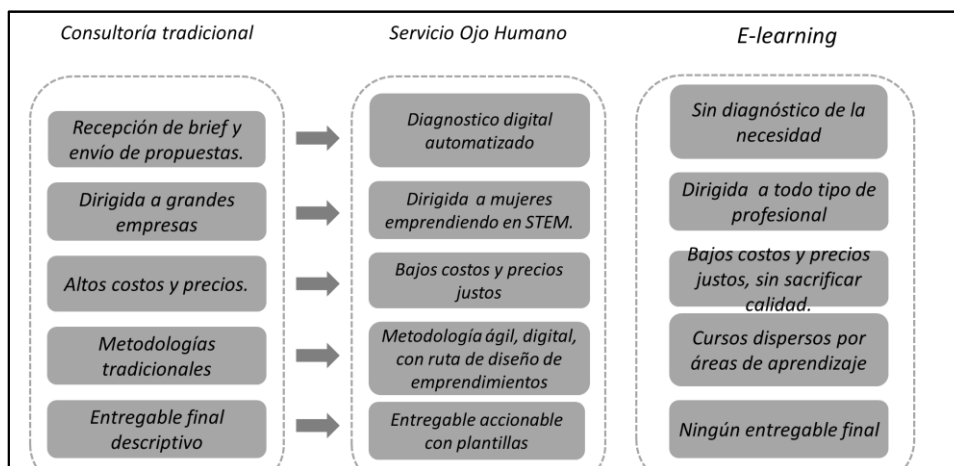 Consultoría tradicional
Servicio Ojo Humano
E-learning
Recepción de brief y
envío de propuestas.
Diagnostico digital
automatizado
Sin diagnóstico de la
necesidad
Dirigida a grandes
empresas
Dirigida a mujeres
emprendiendo en STEM.
Dirigida a todo tipo de
profesional
Altos costos y precios.
Bajos costos y precios
justos
Bajos costos y precios
justos, sin sacrificar
calidad.
Metodologías
tradicionales
Metodología ágil, digital,
con ruta de diseño de
emprendimientos
Cursos dispersos por
áreas de aprendizaje
Entregable final
descriptivo
Entregable accionable
con plantillas
Ningún entregable final